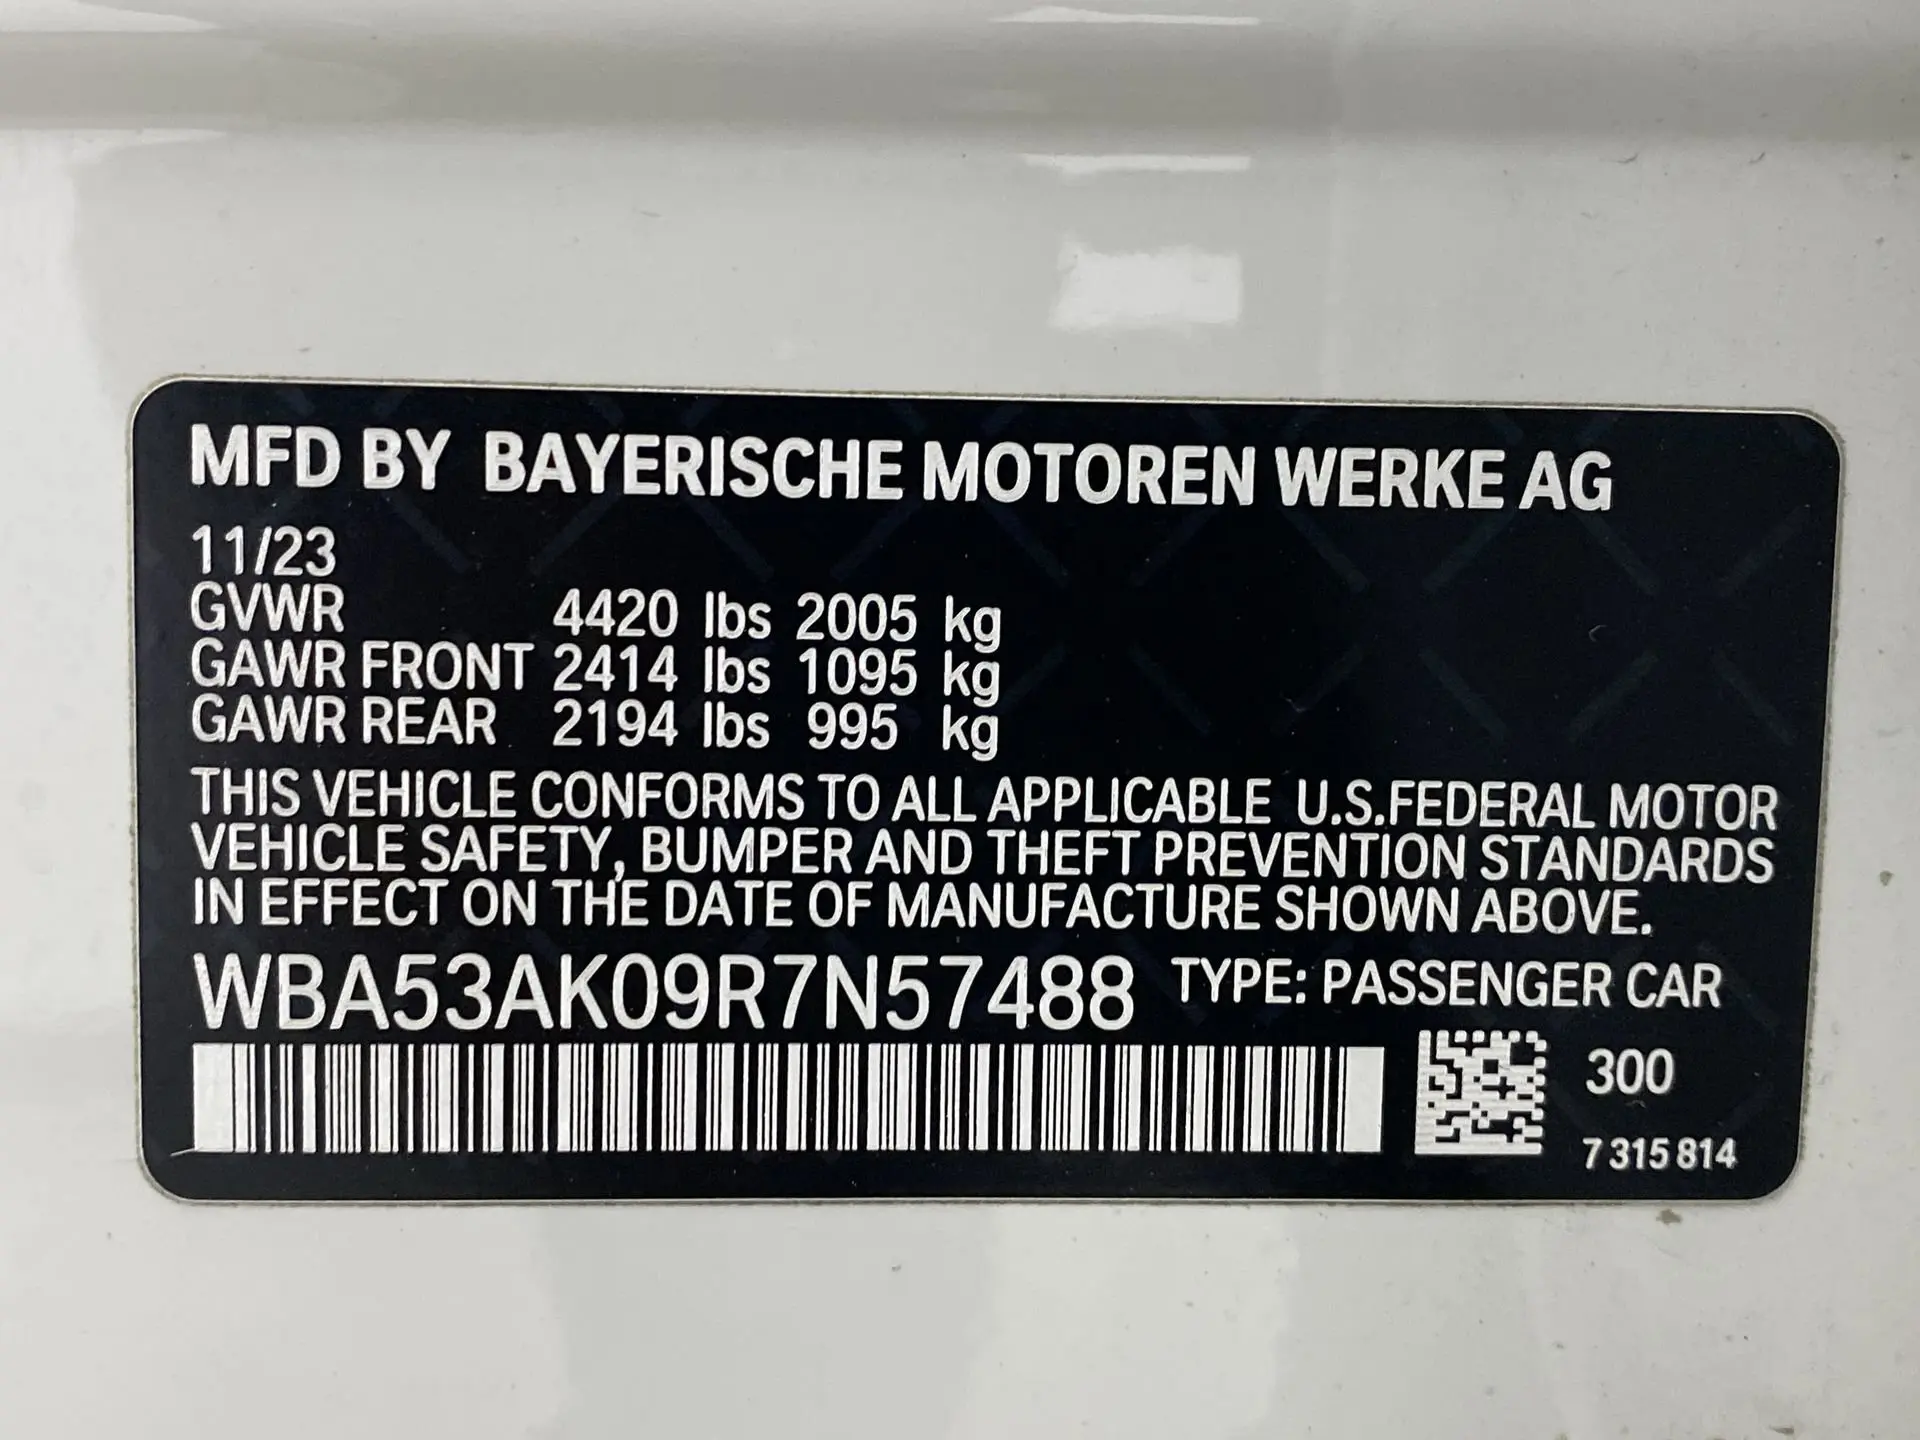 MFD BY BAYERISCHE MOTOREN WERKE AG
11/23
GVWR 4420 lbs 2005 kg
GAWR FRONT 2414 lbs 1095 kg
GAWR REAR 2194 lbs 995 kg
THIS VEHICLE CONFORMS TO ALL APPLICABLE U.S.FEDERAL MOTOR
VEHICLE SAFETY, BUMPER AND THEFT PREVENTION STANDARDS
IN EFFECT ON THE DATE OF MANUFACTURE SHOWN ABOVE.
WBA53AK09R7N57488 TYPE: PASSENGER CAR
300
7 315 814